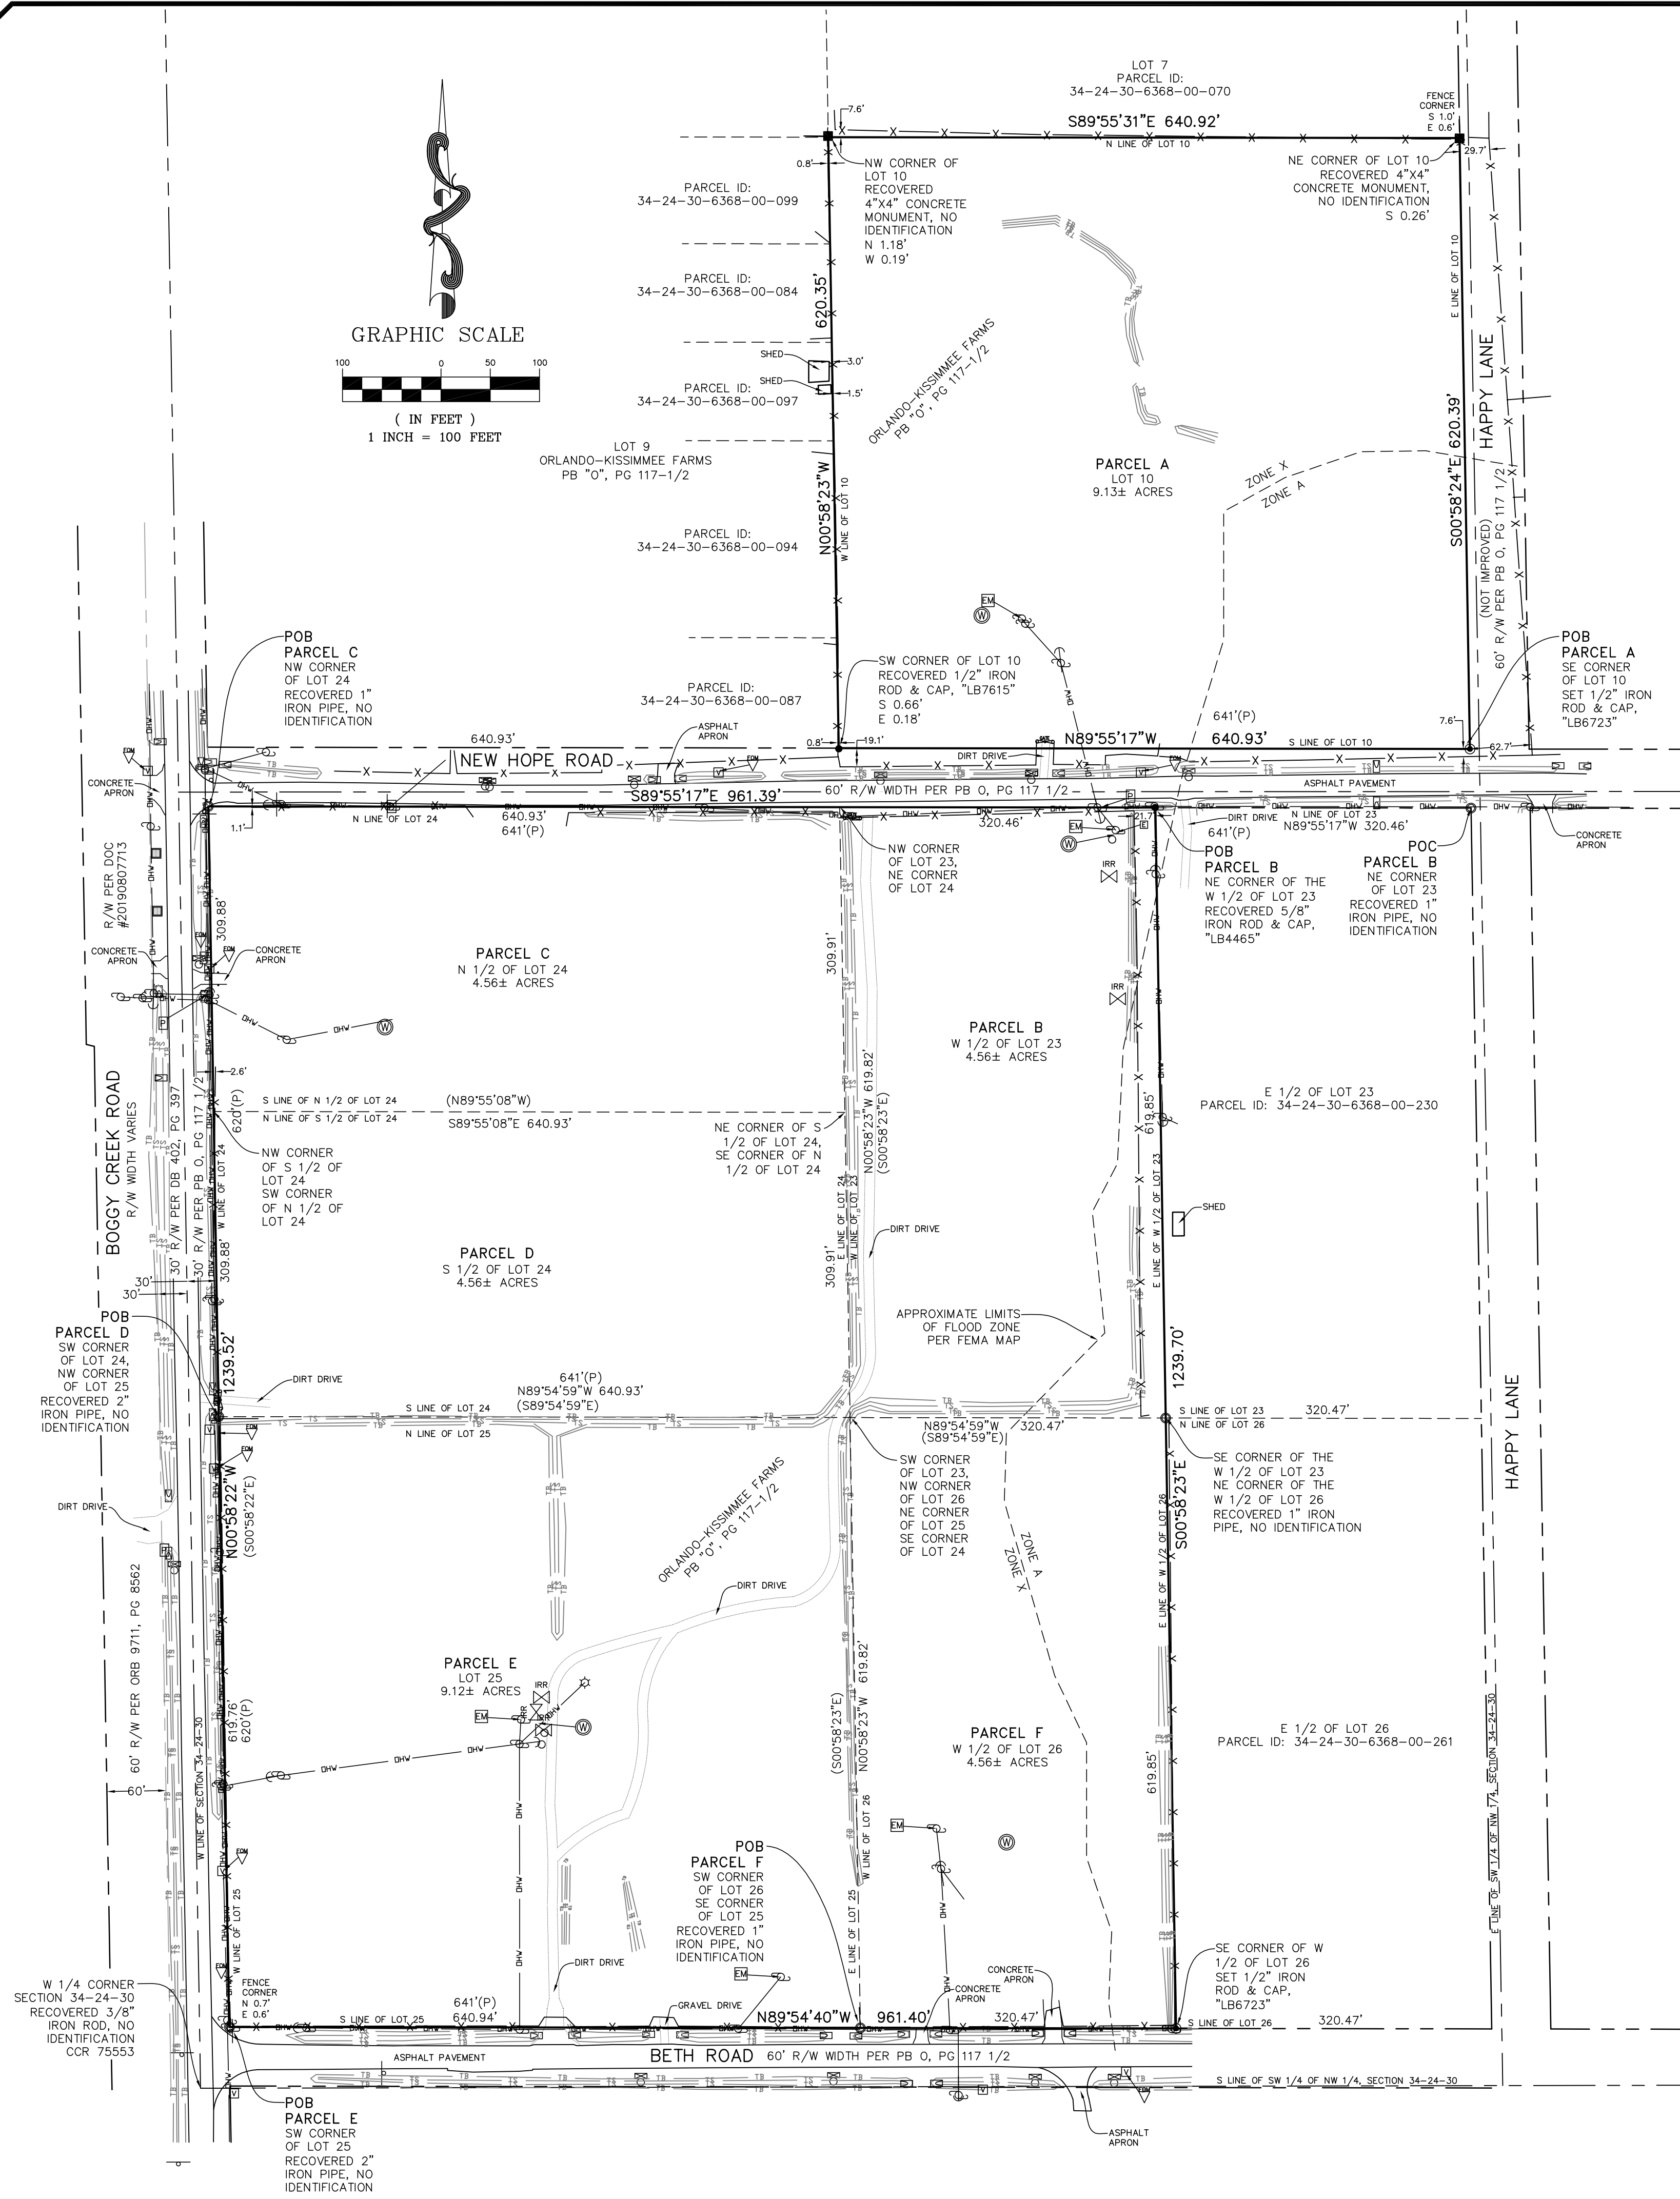 LOT 7
PARCEL ID:
34-24-30-6368-00-070
S89°55'31"E 640.92'
N LINE OF LOT 10
7.6'
0.8'
FENCE
CORNER
S 1.0'
E 0.6'
29.7'
NW CORNER OF
LOT 10
RECOVERED
4"X4" CONCRETE
MONUMENT, NO
IDENTIFICATION
N 1.18'
W 0.19'
NE CORNER OF LOT 10
RECOVERED 4"X4"
CONCRETE MONUMENT,
NO IDENTIFICATION
S 0.26'
PARCEL ID:
34-24-30-6368-00-099
PARCEL ID:
34-24-30-6368-00-084
SHED
3.0'
SHED
1.5'
PARCEL ID:
34-24-30-6368-00-097
LOT 9
ORLANDO-KISSIMMEE FARMS
PB "O", PG 117-1/2
PARCEL ID:
34-24-30-6368-00-094
PARCEL ID:
34-24-30-6368-00-087
GRAPHIC SCALE
100 0 50 100
( IN FEET )
1 INCH = 100 FEET
N00°58'23"W 620.35'
W LINE OF LOT 10
ORLANDO-KISSIMMEE FARMS
PB "O", PG 117-1/2
PARCEL A
LOT 10
9.13± ACRES
ZONE X
ZONE A
E LINE OF LOT 10
S00°58'24"E 620.39'
HAPPY LANE
(NOT IMPROVED)
60' R/W PER PB O, PG 117 1/2
EM
W
OHW
POB
PARCEL C
NW CORNER
OF LOT 24
RECOVERED 1"
IRON PIPE, NO
IDENTIFICATION
SW CORNER OF LOT 10
RECOVERED 1/2" IRON
ROD & CAP, "LB7615"
S 0.66'
E 0.18'
POB
PARCEL A
SE CORNER
OF LOT 10
SET 1/2" IRON
ROD & CAP,
"LB6723"
641'(P)
7.6'
62.7'
N89°55'17"W 640.93'
S LINE OF LOT 10
0.8'
19.1'
DIRT DRIVE
ASPHALT
APRON
640.93'
NEW HOPE ROAD
CONCRETE
APRON
S89°55'17"E 961.39'
60' R/W WIDTH PER PB O, PG 117 1/2
ASPHALT PAVEMENT
1.1'
N LINE OF LOT 24
640.93'
641'(P)
320.46'
21.7'
EM
W
P
E
DIRT DRIVE
641'(P)
N LINE OF LOT 23
N89°55'17"W 320.46'
CONCRETE
APRON
NW CORNER
OF LOT 23,
NE CORNER
OF LOT 24
IRR
POB
PARCEL B
NE CORNER OF THE
W 1/2 OF LOT 23
RECOVERED 5/8"
IRON ROD & CAP,
"LB4465"
POC
PARCEL B
NE CORNER
OF LOT 23
RECOVERED 1"
IRON PIPE, NO
IDENTIFICATION
R/W PER DOC
#20190807713
309.88'
CONCRETE
APRON
CONCRETE
APRON
PARCEL C
N 1/2 OF LOT 24
4.56± ACRES
309.91'
IRR
P
OHW
W
PARCEL B
W 1/2 OF LOT 23
4.56± ACRES
2.6'
620'(P)
S LINE OF N 1/2 OF LOT 24
N LINE OF S 1/2 OF LOT 24
(N89°55'08"W)
S89°55'08"E 640.93'
N00°58'23"W 619.82'
(S00°58'23"E)
E 1/2 OF LOT 23
PARCEL ID: 34-24-30-6368-00-230
619.85'
NE CORNER OF S
1/2 OF LOT 24,
SE CORNER OF N
1/2 OF LOT 24
NW CORNER
OF S 1/2 OF
LOT 24
SW CORNER
OF N 1/2 OF
LOT 24
BOGGY CREEK ROAD
R/W WIDTH VARIES
30' R/W PER DB 402, PG 397
30' R/W PER PB O, PG 117 1/2
W LINE OF LOT 24
309.88'
E LINE OF LOT 24
W LINE OF LOT 23
309.91'
E LINE OF W 1/2 OF LOT 23
SHED
DIRT DRIVE
PARCEL D
S 1/2 OF LOT 24
4.56± ACRES
30'
30'
APPROXIMATE LIMITS
OF FLOOD ZONE
PER FEMA MAP
POB
PARCEL D
SW CORNER
OF LOT 24,
NW CORNER
OF LOT 25
RECOVERED 2"
IRON PIPE, NO
IDENTIFICATION
1239.52'
DIRT DRIVE
641'(P)
N89°54'59"W 640.93'
(S89°54'59"E)
S LINE OF LOT 24
N LINE OF LOT 25
1239.70'
S LINE OF LOT 23
N LINE OF LOT 26
320.47'
N89°54'59"W
(S89°54'59"E)
320.47'
SW CORNER
OF LOT 23,
NW CORNER
OF LOT 26
NE CORNER
OF LOT 25
SE CORNER
OF LOT 24
SE CORNER OF THE
W 1/2 OF LOT 23
NE CORNER OF THE
W 1/2 OF LOT 26
RECOVERED 1" IRON
PIPE, NO IDENTIFICATION
HAPPY LANE
N00°58'22"W
(S00°58'22"E)
DIRT DRIVE
ORLANDO-KISSIMMEE FARMS
PB "O", PG 117-1/2
ZONE A
ZONE X
S00°58'23"E
E LINE OF W 1/2 OF LOT 26
DIRT DRIVE
60' R/W PER ORB 9711, PG 8562
60'
W LINE OF SECTION 34-24-30
619.76'
620'(P)
PARCEL E
LOT 25
9.12± ACRES
IRR
IRR
IRR
EM
W
OHW
(S00°58'23"E)
N00°58'23"W 619.82'
PARCEL F
W 1/2 OF LOT 26
4.56± ACRES
619.85'
E 1/2 OF LOT 26
PARCEL ID: 34-24-30-6368-00-261
E LINE OF SW 1/4 OF NW 1/4, SECTION 34-24-30
W LINE OF LOT 26
E LINE OF LOT 25
EM
W
W LINE OF LOT 25
POB
PARCEL F
SW CORNER
OF LOT 26
SE CORNER
OF LOT 25
RECOVERED 1"
IRON PIPE, NO
IDENTIFICATION
EM
DIRT DRIVE
GRAVEL DRIVE
CONCRETE
APRON
CONCRETE
APRON
SE CORNER OF W
1/2 OF LOT 26
SET 1/2" IRON
ROD & CAP,
"LB6723"
W 1/4 CORNER
SECTION 34-24-30
RECOVERED 3/8"
IRON ROD, NO
IDENTIFICATION
CCR 75553
FENCE
CORNER
N 0.7'
E 0.6'
S LINE OF LOT 25
641'(P)
640.94'
N89°54'40"W 961.40'
320.47'
S LINE OF LOT 26
320.47'
ASPHALT PAVEMENT
BETH ROAD 60' R/W WIDTH PER PB O, PG 117 1/2
S LINE OF SW 1/4 OF NW 1/4, SECTION 34-24-30
POB
PARCEL E
SW CORNER
OF LOT 25
RECOVERED 2"
IRON PIPE, NO
IDENTIFICATION
ASPHALT
APRON